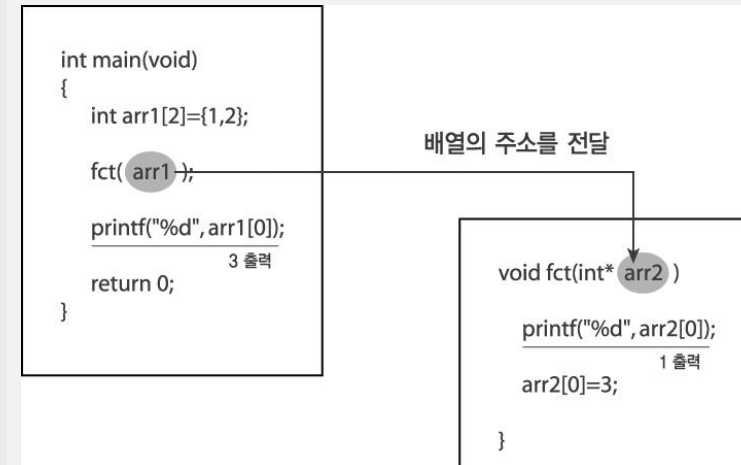 int main(void)
{
int arr1[2]={1,2};
fct( arr1 );
printf("%d",arr1[0]);
3 출력
return 0;
}
배열의 주소를 전달
void fct(int* arr2 )
printf("%d",arr2[0]);
1 출력
arr2[0]=3;
}